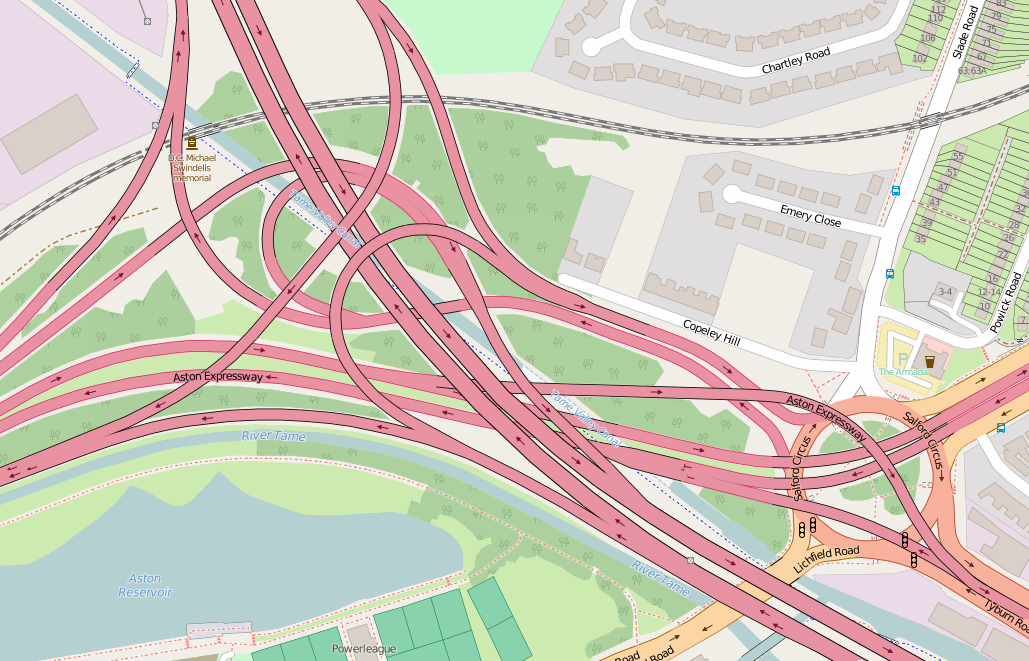 112
110
106
102
Chartley Road
Slade Road
83
79
75
71
67
63,63A
D.C. Michael
Swindells
memorial
Tame Valley Canal
Emery Close
55
51
47
43
39
35
28
26
22
16
12-14
10
3-4
7
Powick Road
Copeley Hill
P
The Armada
Aston Expressway
Tame Valley Canal
Aston Expressway
Salford Circus
Salford Circus
River Tame
Lichfield Road
River Tame
Tyburn Roa
Aston
Reservoir
Powerleague
Road
Road